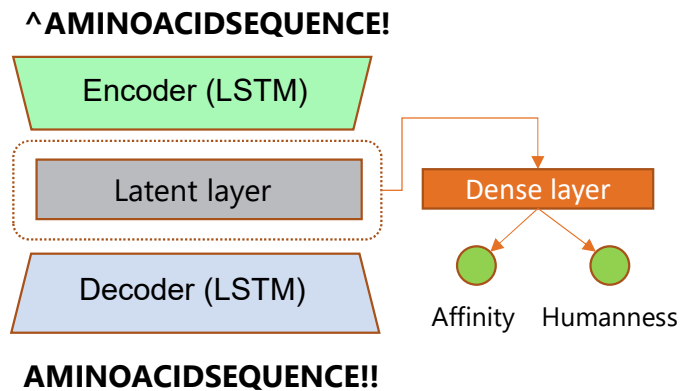 ^AMINOACIDSEQUENCE!
Encoder (LSTM)
Latent layer
Dense layer
Decoder (LSTM)
Affinity
Humanness
AMINOACIDSEQUENCE!!